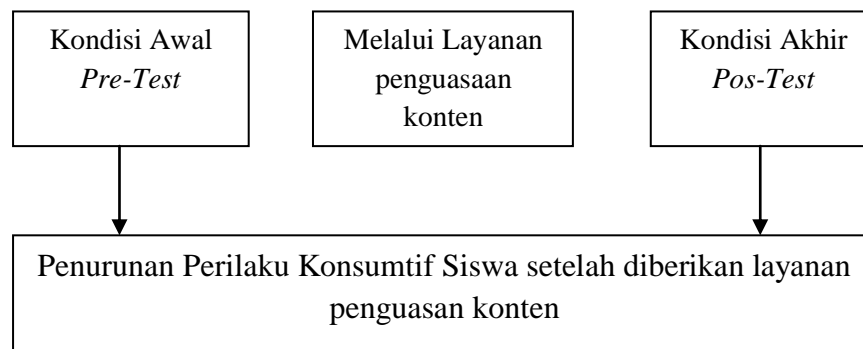 Kondisi Awal
Pre-Test
Melalui Layanan
penguasaan
konten
Kondisi Akhir
Pos-Test
Penurunan Perilaku Konsumtif Siswa setelah diberikan layanan
penguasan konten